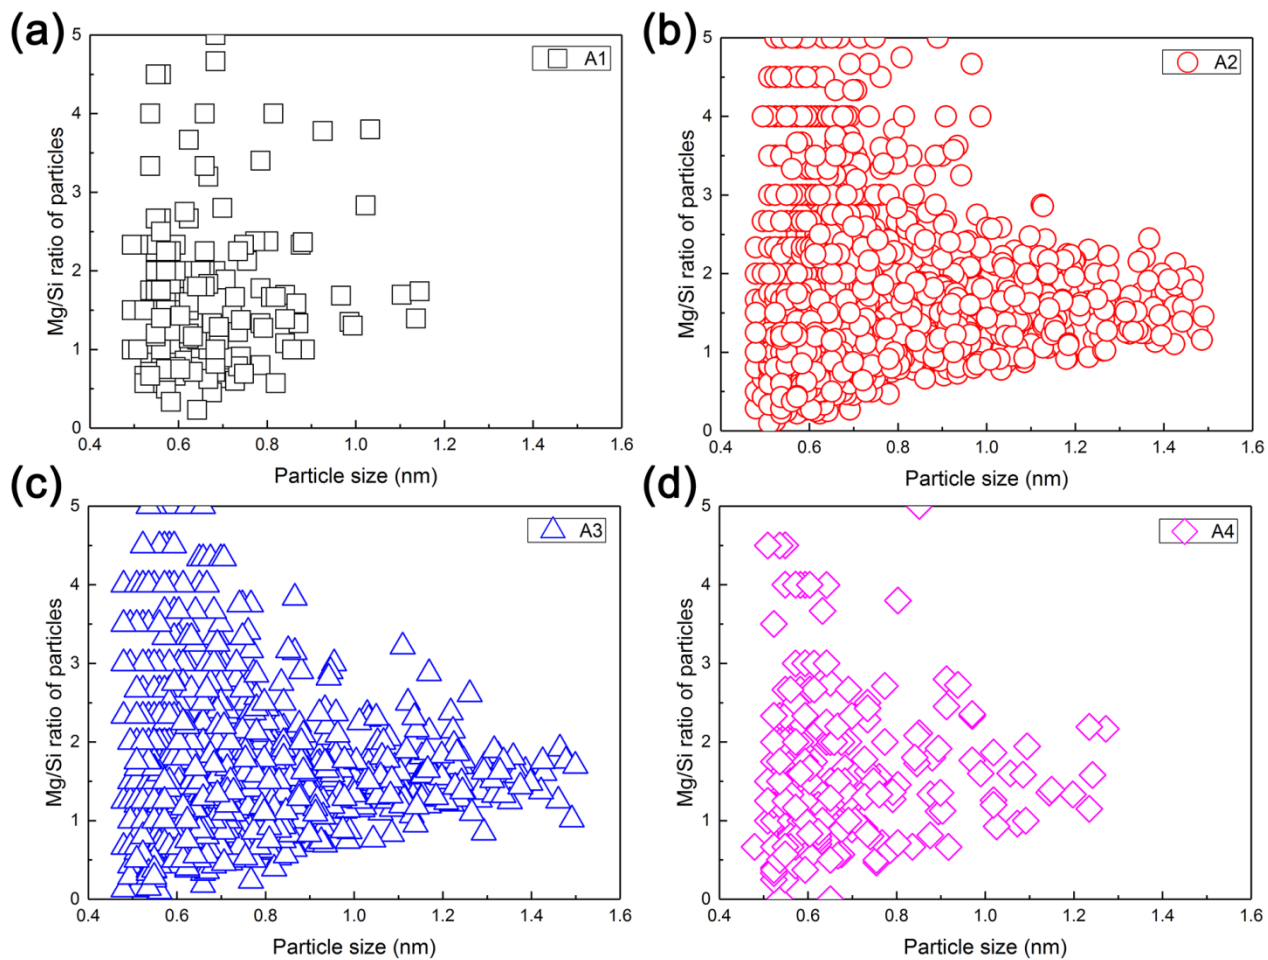 (a)
A1
Mg/Si ratio of particles
5
4
3
2
1
0
0.4 0.6 0.8 1.0 1.2 1.4 1.6
Particle size (nm)
(b)
A2
Mg/Si ratio of particles
5
4
3
2
1
0
0.4 0.6 0.8 1.0 1.2 1.4 1.6
Particle size (nm)
(c)
A3
Mg/Si ratio of particles
5
4
3
2
1
0
0.4 0.6 0.8 1.0 1.2 1.4 1.6
Particle size (nm)
(d)
A4
Mg/Si ratio of particles
5
4
3
2
1
0
0.4 0.6 0.8 1.0 1.2 1.4 1.6
Particle size (nm)